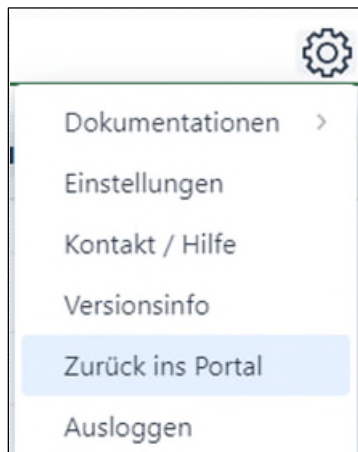 Dokumentationen
Einstellungen
Kontakt / Hilfe
Versionsinfo
Zurück ins Portal
Ausloggen